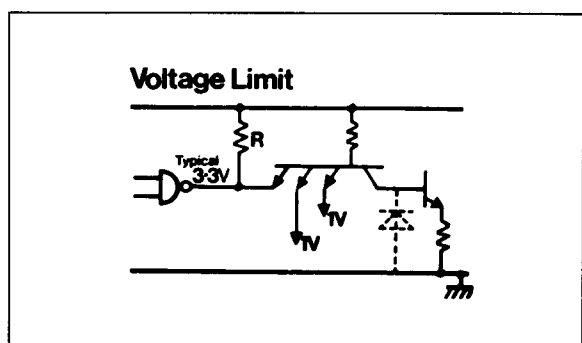 Voltage Limit
R
Typical
3·3V
1V
1V